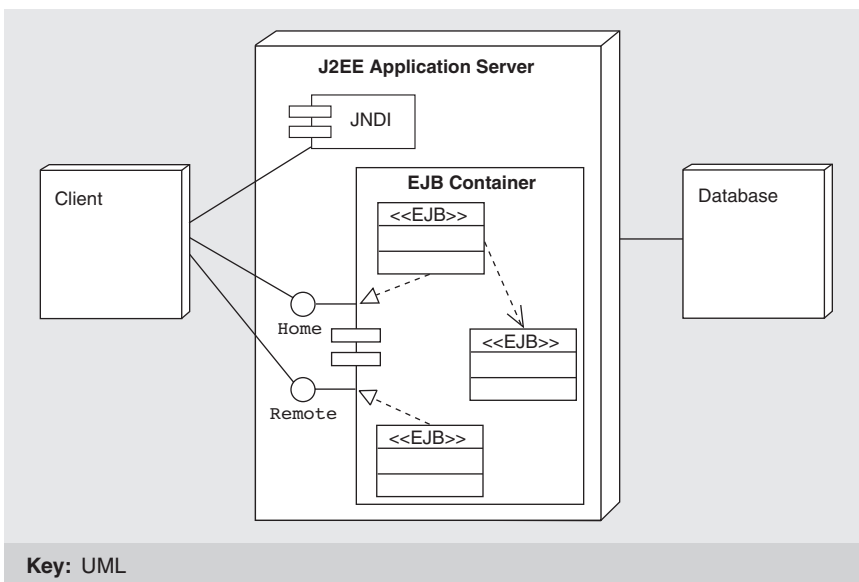 J2EE Application Server
JNDI
Client
EJB Container
Database
<<EJB>>
Home
<<EJB>>
Remote
<<EJB>>
Key: UML